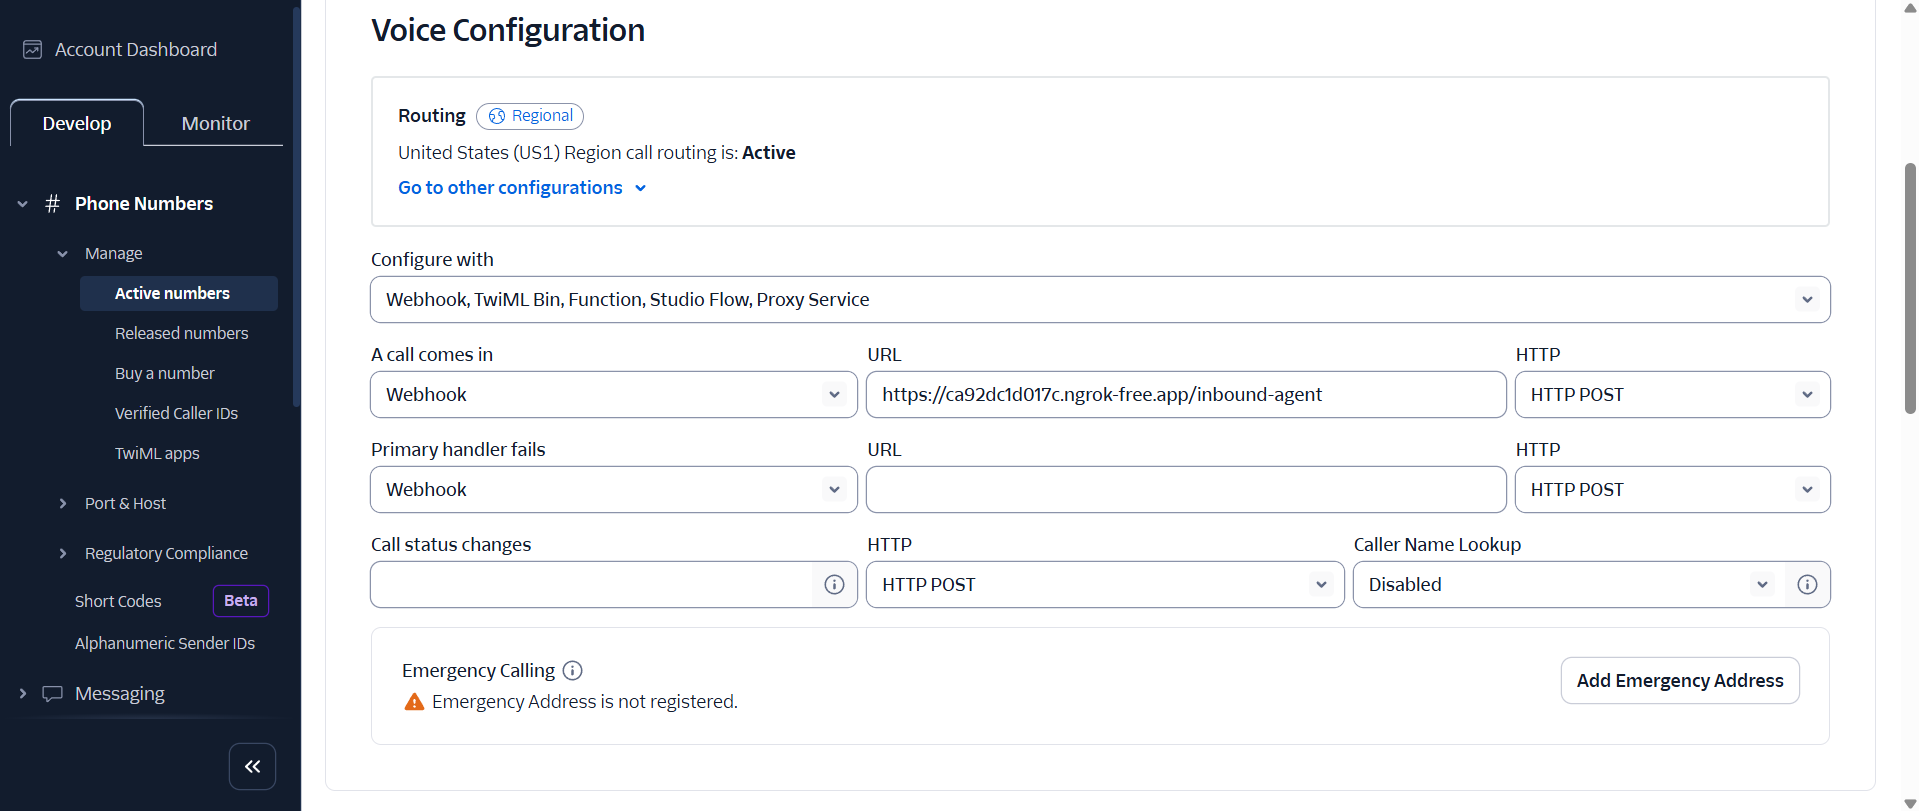 Account Dashboard
Develop
Monitor
Phone Numbers
Manage
Active numbers
Released numbers
Buy a number
Verified Caller IDs
TwiML apps
Port & Host
Regulatory Compliance
Short Codes
Beta
Alphanumeric Sender IDs
Messaging
Voice Configuration
Routing Regional
United States (US1) Region call routing is: Active
Go to other configurations
Configure with
Webhook, TwiML Bin, Function, Studio Flow, Proxy Service
A call comes in URL HTTP
Webhook https://ca92dc1d017c.ngrok-free.app/inbound-agent HTTP POST
Primary handler fails URL HTTP
Webhook HTTP POST
Call status changes HTTP Caller Name Lookup
HTTP POST Disabled
Emergency Calling
Emergency Address is not registered.
Add Emergency Address